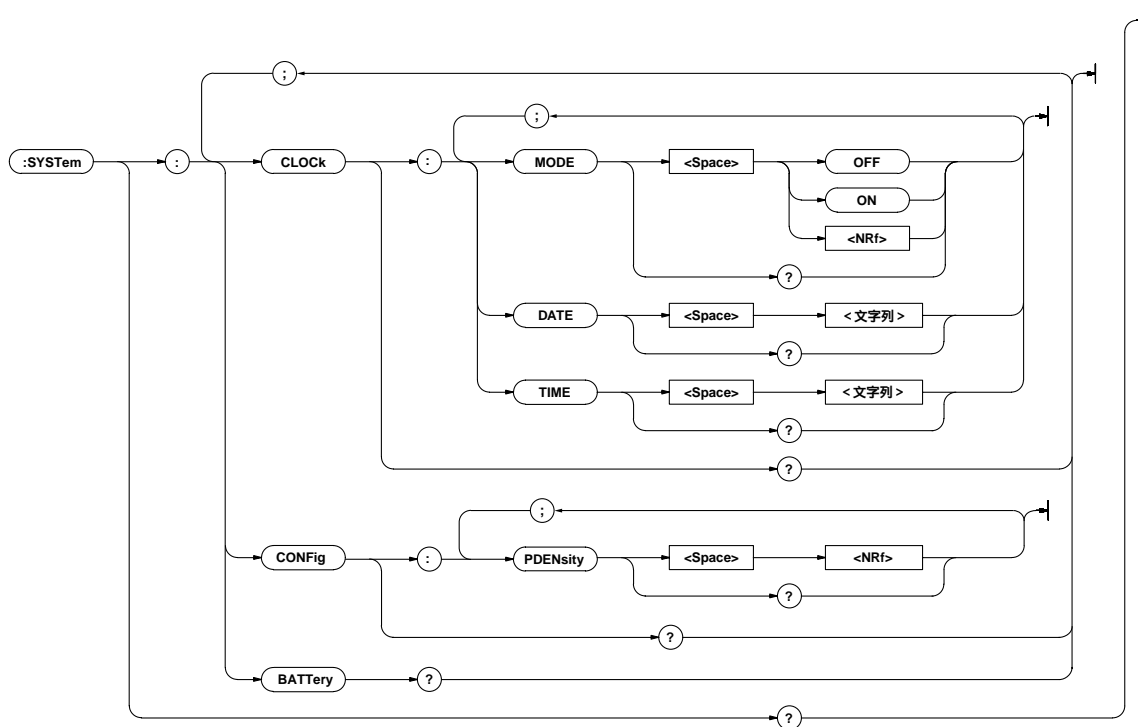 ;
;
:SYSTem : CLOCk : MODE <Space> OFF
ON
<NRf>
?
DATE <Space> <文字列>
?
TIME <Space> <文字列>
?
?
;
CONFig : PDENsity <Space> <NRf>
?
?
BATTery ?
?